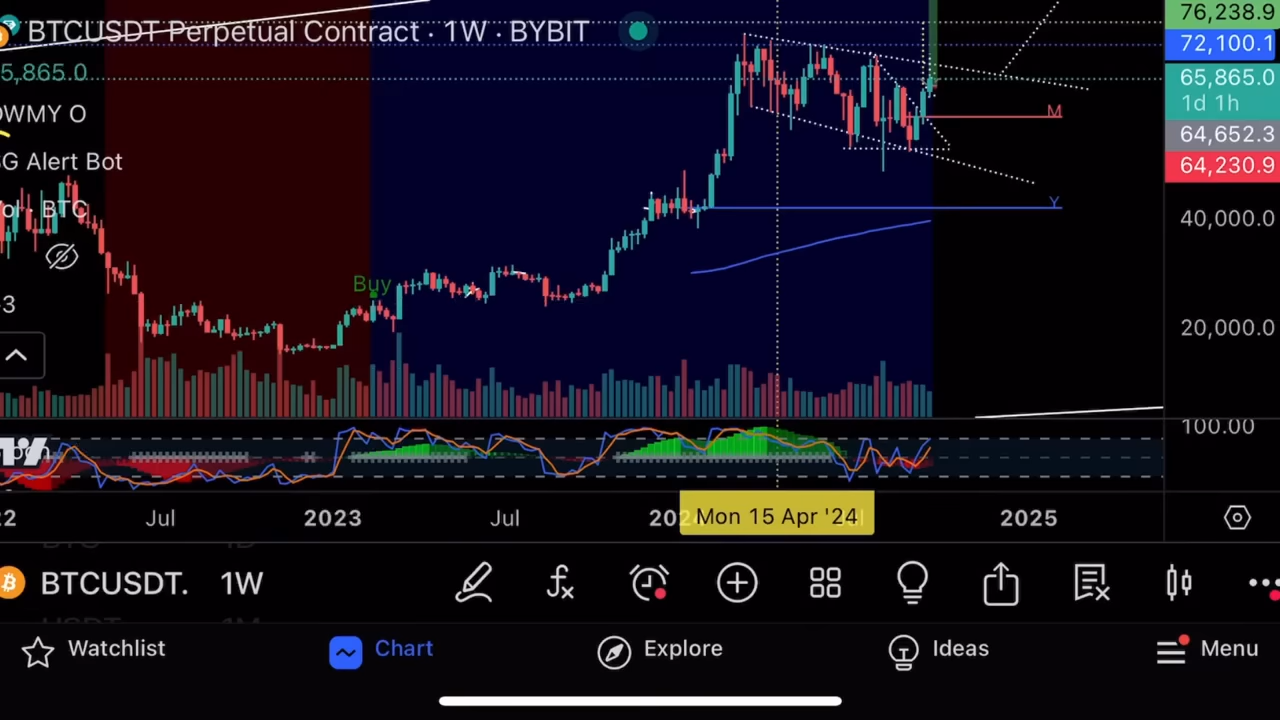 BTCUSDT Perpetual Contract · 1W · BYBIT
5,865.0
OWMY O
G Alert Bot
BTC
Buy
M
Y
76,238.9
72,100.1
65,865.0
1d 1h
64,652.3
64,230.9
40,000.0
20,000.0
100.00
Jul
2023
Jul
Mon 15 Apr '24
2025
BTCUSDT.
1W
Watchlist
Chart
Explore
Ideas
Menu